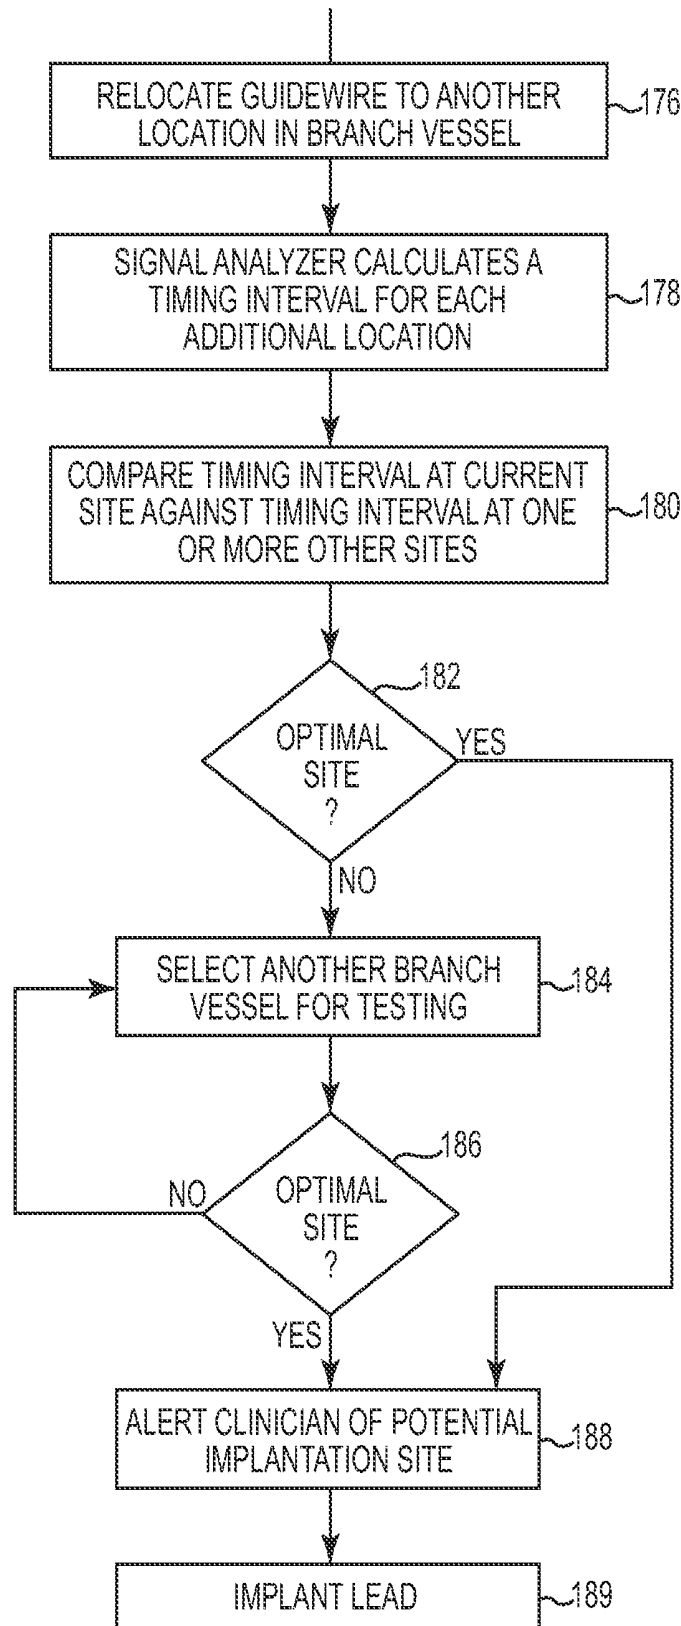 RELOCATE GUIDEWIRE TO ANOTHER
LOCATION IN BRANCH VESSEL
176
SIGNAL ANALYZER CALCULATES A
TIMING INTERVAL FOR EACH
ADDITIONAL LOCATION
178
COMPARE TIMING INTERVAL AT CURRENT
SITE AGAINST TIMING INTERVAL AT ONE
OR MORE OTHER SITES
180
182
OPTIMAL
SITE
?
YES
NO
SELECT ANOTHER BRANCH
VESSEL FOR TESTING
184
186
OPTIMAL
SITE
?
NO
YES
ALERT CLINICIAN OF POTENTIAL
IMPLANTATION SITE
188
IMPLANT LEAD
189